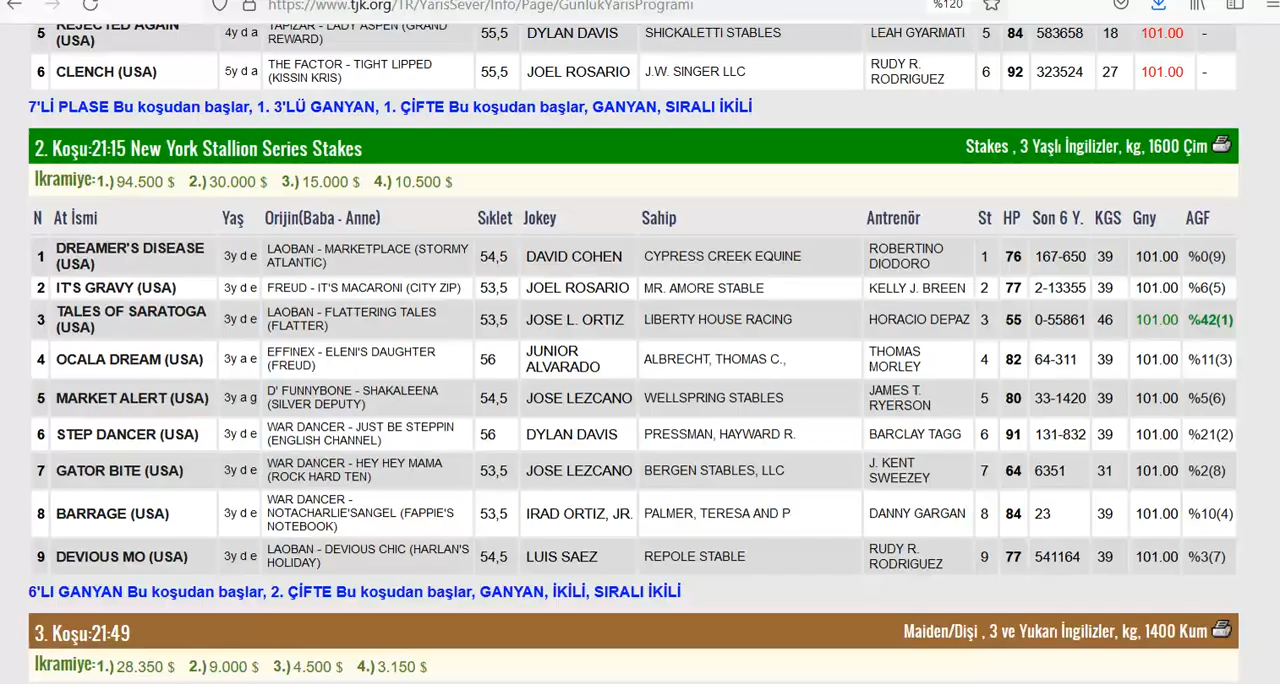 https://www.tjk.org/TR/YarisSever/Info/Page/GunlukYarisProgrami %120
5 REJECTED AGAIN (USA) 4y d a TAPIZAR - LADY ASPEN (GRAND REWARD) 55,5 DYLAN DAVIS SHICKALETTI STABLES LEAH GYARMATI 5 84 583658 18 101.00 -
6 CLENCH (USA) 5y d a THE FACTOR - TIGHT LIPPED (KISSIN KRIS) 55,5 JOEL ROSARIO J.W. SINGER LLC RUDY R. RODRIGUEZ 6 92 323524 27 101.00 -
7'Lİ PLASE Bu koşudan başlar, 1. 3'LÜ GANYAN, 1. ÇİFTE Bu koşudan başlar, GANYAN, SIRALI İKİLİ
2. Koşu:21:15 New York Stallion Series Stakes Stakes , 3 Yaşlı İngilizler, kg, 1600 Çim
İkramiye: 1.) 94.500 $ 2.) 30.000 $ 3.) 15.000 $ 4.) 10.500 $
N At İsmi Yaş Orijin(Baba - Anne) Sıklet Jokey Sahip Antrenör St HP Son 6 Y. KGS Gny AGF
1 DREAMER'S DISEASE (USA) 3y d e LAOBAN - MARKETPLACE (STORMY ATLANTIC) 54,5 DAVID COHEN CYPRESS CREEK EQUINE ROBERTINO DIODORO 1 76 167-650 39 101.00 %0(9)
2 IT'S GRAVY (USA) 3y d e FREUD - IT'S MACARONI (CITY ZIP) 53,5 JOEL ROSARIO MR. AMORE STABLE KELLY J. BREEN 2 77 2-13355 39 101.00 %6(5)
3 TALES OF SARATOGA (USA) 3y d e LAOBAN - FLATTERING TALES (FLATTER) 53,5 JOSE L. ORTIZ LIBERTY HOUSE RACING HORACIO DEPAZ 3 55 0-55861 46 101.00 %42(1)
4 OCALA DREAM (USA) 3y a e EFFINEX - ELENI'S DAUGHTER (FREUD) 56 JUNIOR ALVARADO ALBRECHT, THOMAS C., THOMAS MORLEY 4 82 64-311 39 101.00 %11(3)
5 MARKET ALERT (USA) 3y a g D' FUNNYBONE - SHAKALEENA (SILVER DEPUTY) 54,5 JOSE LEZCANO WELLSPRING STABLES JAMES T. RYERSON 5 80 33-1420 39 101.00 %5(6)
6 STEP DANCER (USA) 3y d e WAR DANCER - JUST BE STEPPIN (ENGLISH CHANNEL) 56 DYLAN DAVIS PRESSMAN, HAYWARD R. BARCLAY TAGG 6 91 131-832 39 101.00 %21(2)
7 GATOR BITE (USA) 3y d e WAR DANCER - HEY HEY MAMA (ROCK HARD TEN) 53,5 JOSE LEZCANO BERGEN STABLES, LLC J. KENT SWEEZEY 7 64 6351 31 101.00 %2(8)
8 BARRAGE (USA) 3y d e WAR DANCER - NOTACHARLIE'SANGEL (FAPPIE'S NOTEBOOK) 53,5 IRAD ORTIZ, JR. PALMER, TERESA AND P DANNY GARGAN 8 84 23 39 101.00 %10(4)
9 DEVIOUS MO (USA) 3y d e LAOBAN - DEVIOUS CHIC (HARLAN'S HOLIDAY) 54,5 LUIS SAEZ REPOLE STABLE RUDY R. RODRIGUEZ 9 77 541164 39 101.00 %3(7)
6'LI GANYAN Bu koşudan başlar, 2. ÇİFTE Bu koşudan başlar, GANYAN, İKİLİ, SIRALI İKİLİ
3. Koşu:21:49 Maiden/Dişi , 3 ve Yukarı İngilizler, kg, 1400 Kum
İkramiye: 1.) 28.350 $ 2.) 9.000 $ 3.) 4.500 $ 4.) 3.150 $